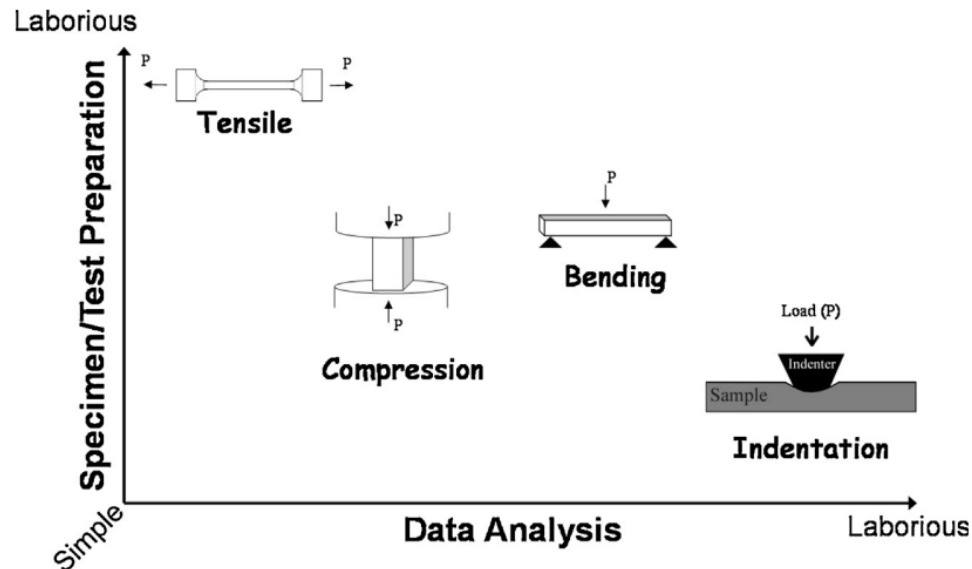 Laborious
P
P
Tensile
Specimen/Test Preparation
P
P
Compression
P
Bending
Load (P)
Indenter
Sample
Indentation
Simple
Data Analysis
Laborious